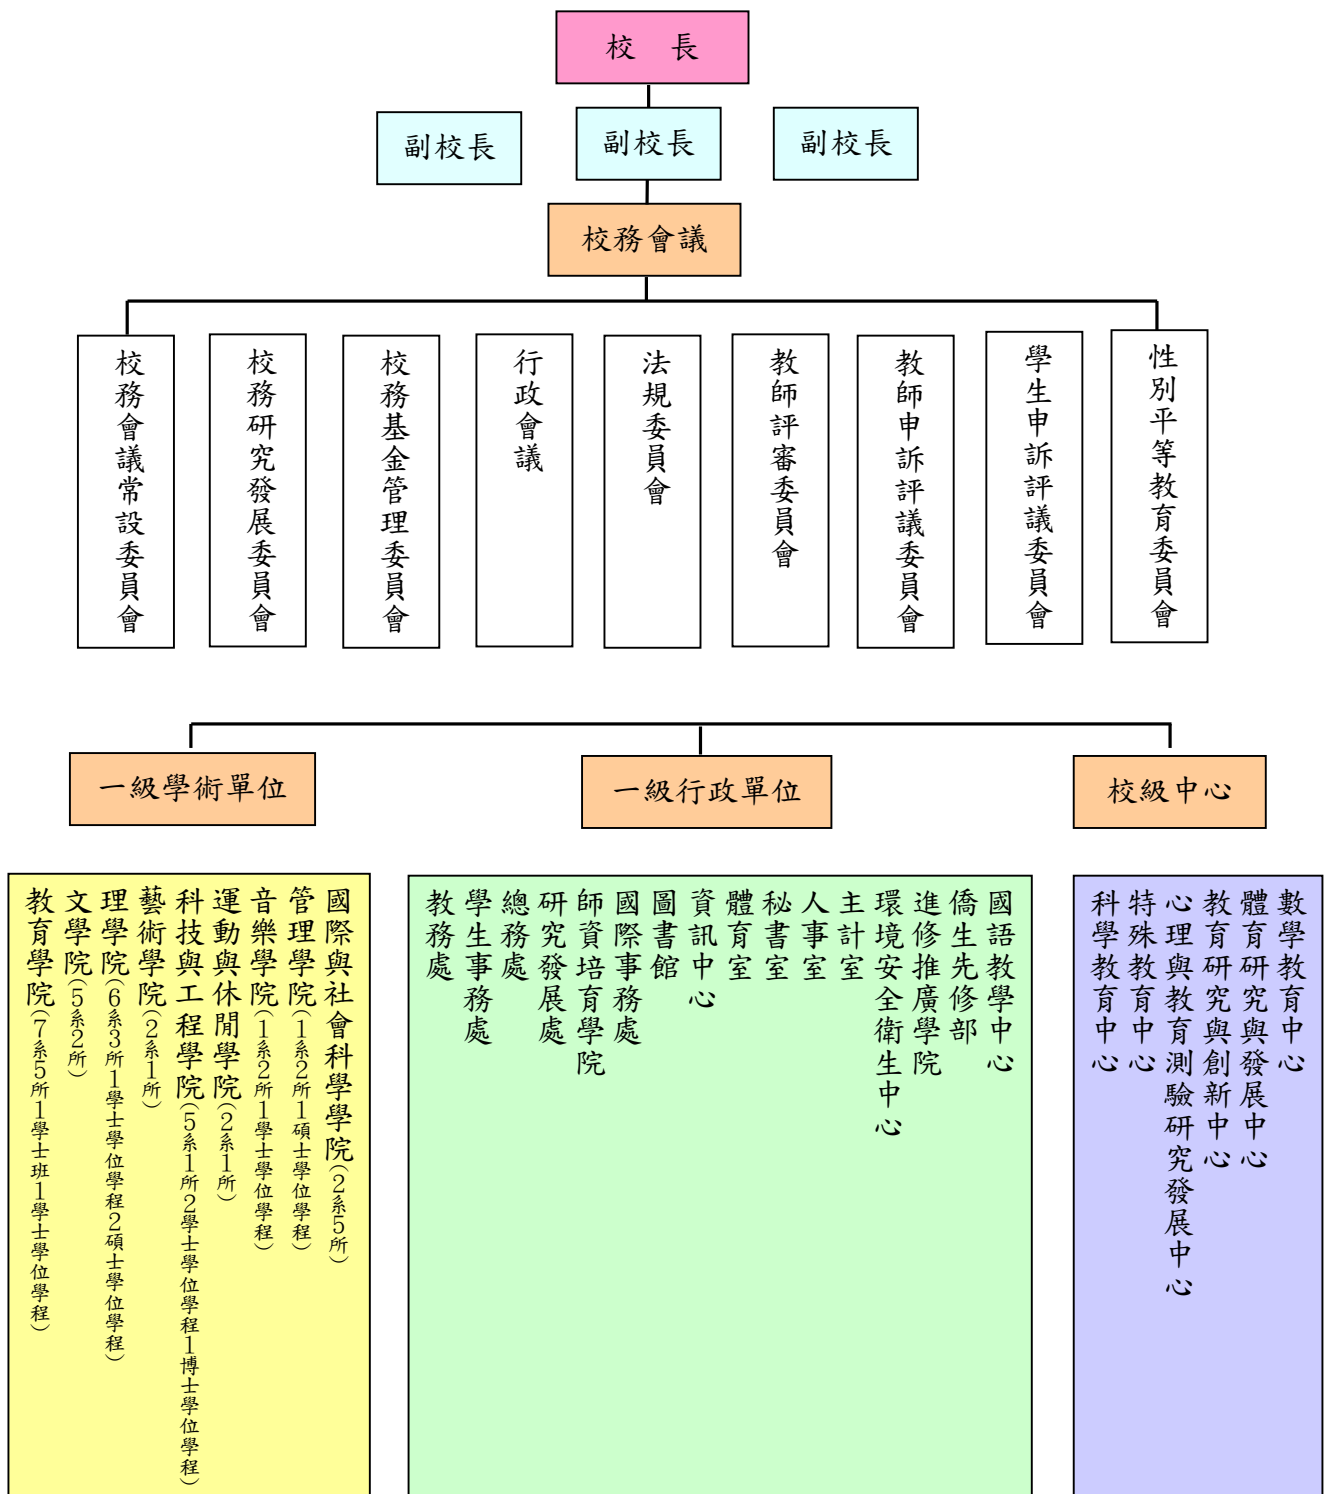 校　長
副校長
副校長
副校長
校務會議
校務會議常設委員會
校務研究發展委員會
校務基金管理委員會
行政會議
法規委員會
教師評審委員會
教師申訴評議委員會
學生申訴評議委員會
性別平等教育委員會
一級學術單位
一級行政單位
校級中心
教育學院(7系5所1學士班1學士學位學程)
文學院(5系2所)
理學院(6系3所1學士學位學程2碩士學位學程)
藝術學院(2系1所)
科技與工程學院(5系1所2學士學位學程1博士學位學程)
運動與休閒學院(2系1所)
音樂學院(1系2所1學士學位學程)
管理學院(1系2所1碩士學位學程)
國際與社會科學學院(2系5所)
教務處
學生事務處
總務處
研究發展處
師資培育學院
國際事務處
圖書館
資訊中心
體育室
秘書室
人事室
主計室
環境安全衛生中心
進修推廣學院
僑生先修部
國語教學中心
科學教育中心
特殊教育中心
心理與教育測驗研究發展中心
教育研究與創新中心
體育研究與發展中心
數學教育中心